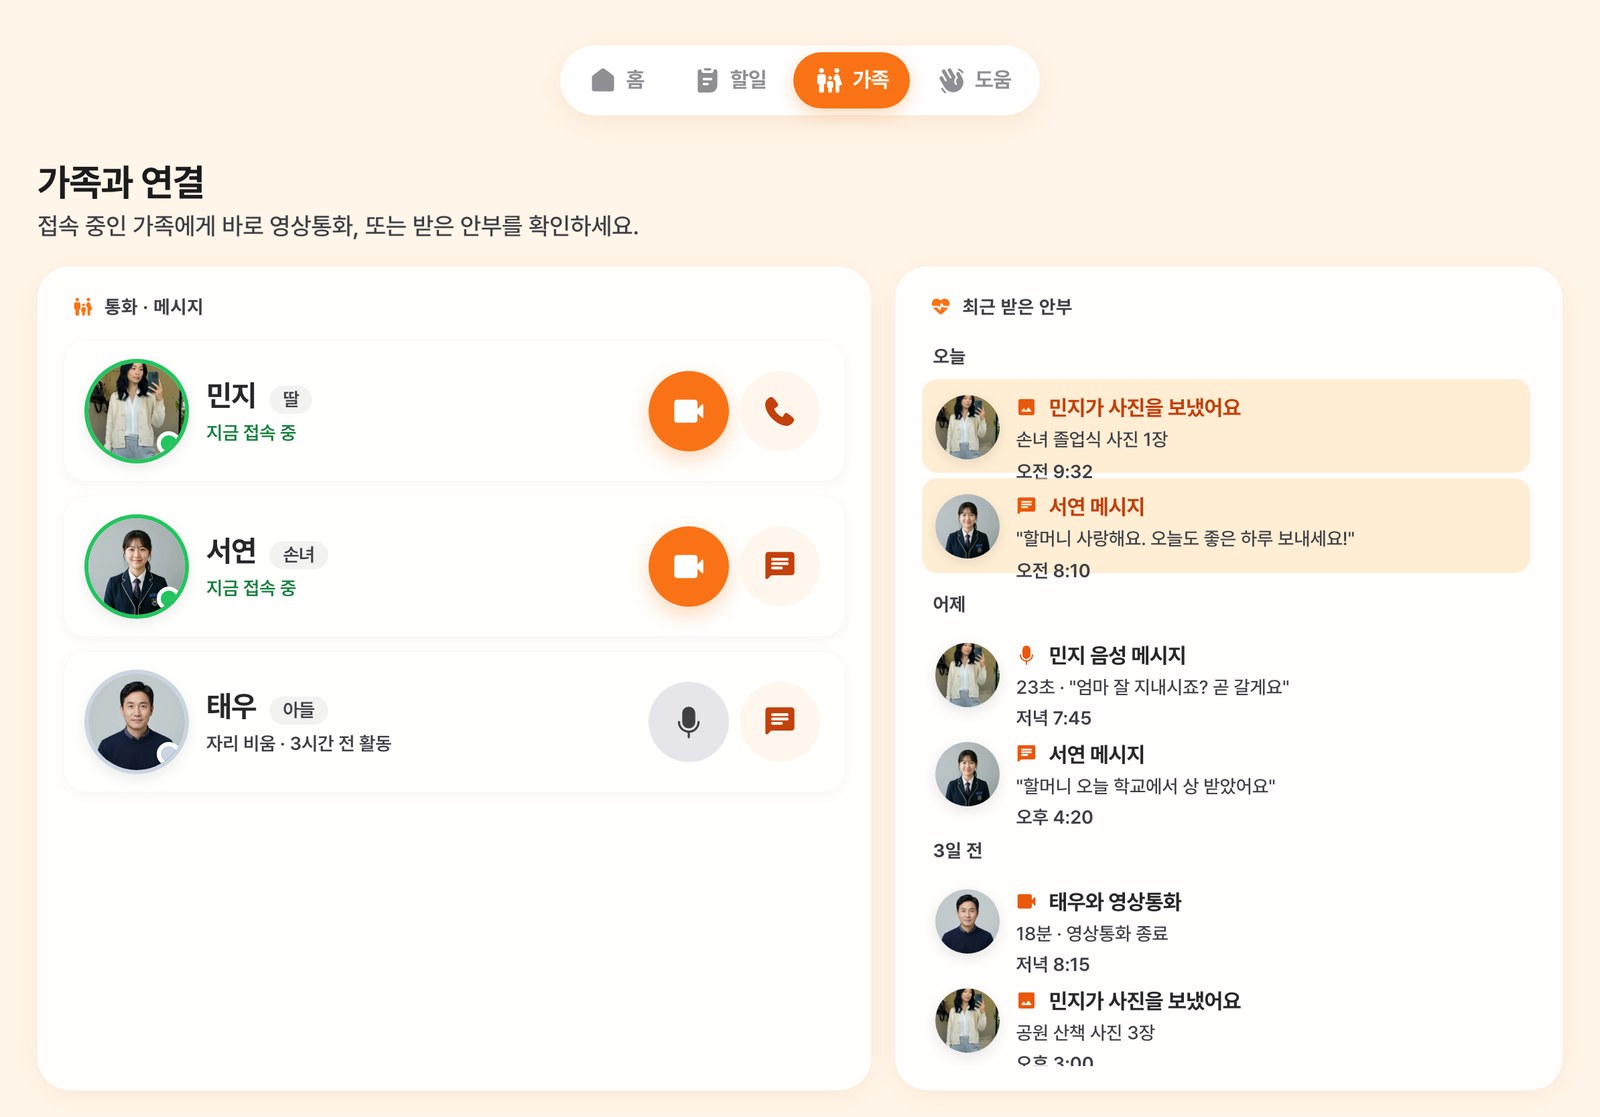 홈
할일
가족
도움
가족과 연결
접속 중인 가족에게 바로 영상통화, 또는 받은 안부를 확인하세요.
통화 · 메시지
민지 딸
지금 접속 중
서연 손녀
지금 접속 중
태우 아들
자리 비움 · 3시간 전 활동
최근 받은 안부
오늘
민지가 사진을 보냈어요
손녀 졸업식 사진 1장
오전 9:32
서연 메시지
"할머니 사랑해요. 오늘도 좋은 하루 보내세요!"
오전 8:10
어제
민지 음성 메시지
23초 · "엄마 잘 지내시죠? 곧 갈게요"
저녁 7:45
서연 메시지
"할머니 오늘 학교에서 상 받았어요"
오후 4:20
3일 전
태우와 영상통화
18분 · 영상통화 종료
저녁 8:15
민지가 사진을 보냈어요
공원 산책 사진 3장
오후 3:00